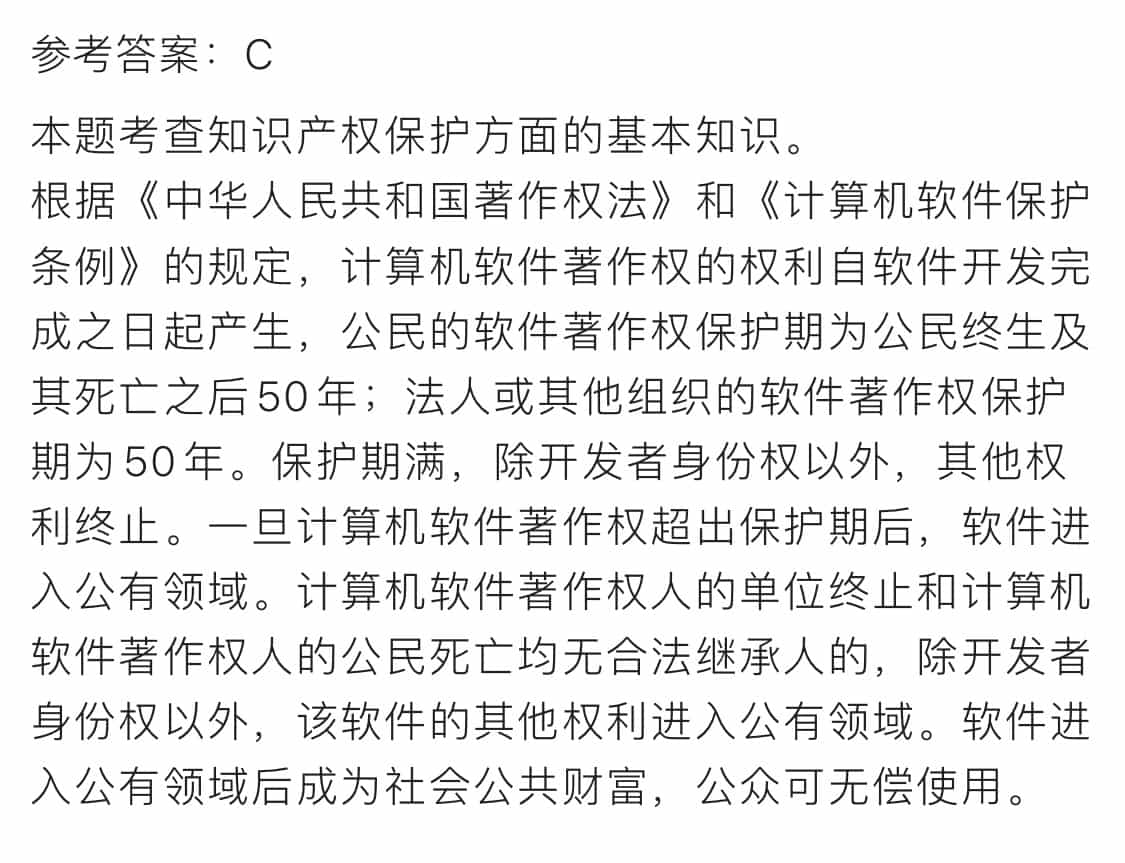 参考答案：C
本题考查知识产权保护方面的基本知识。
根据《中华人民共和国著作权法》和《计算机软件保护
条例》的规定，计算机软件著作权的权利自软件开发完
成之日起产生，公民的软件著作权保护期为公民终生及
其死亡之后50年；法人或其他组织的软件著作权保护
期为50年。保护期满，除开发者身份权以外，其他权
利终止。一旦计算机软件著作权超出保护期后，软件进
入公有领域。计算机软件著作权人的单位终止和计算机
软件著作权人的公民死亡均无合法继承人的，除开发者
身份权以外，该软件的其他权利进入公有领域。软件进
入公有领域后成为社会公共财富，公众可无偿使用。